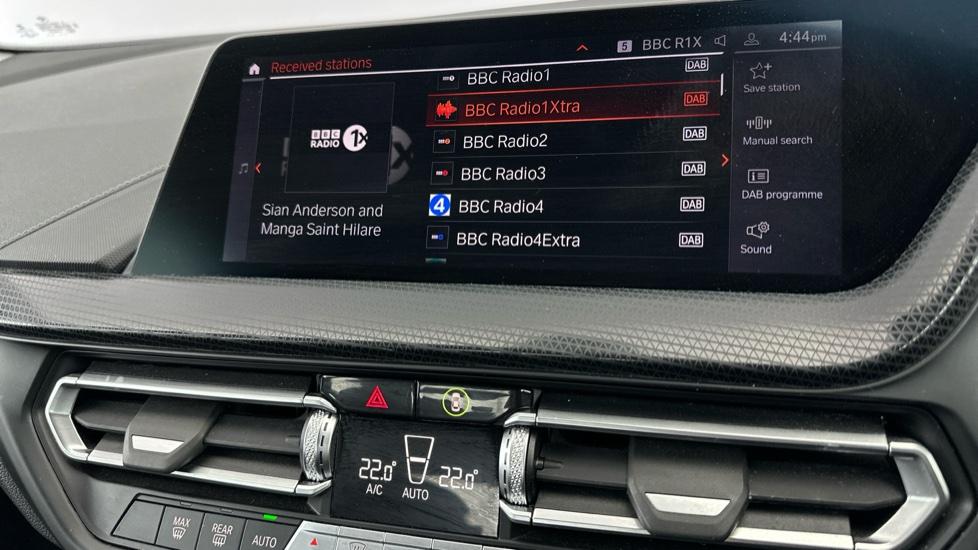 Received stations
5 BBC R1X
4:44pm
BBC RADIO 1X
Sian Anderson and
Manga Saint Hilare
BBC Radio1 DAB
BBC Radio1Xtra DAB
BBC Radio2 DAB
BBC Radio3 DAB
4 BBC Radio4 DAB
BBC Radio4Extra DAB
Save station
Manual search
DAB programme
Sound
22.0° 22.0°
A/C AUTO
MAX
REAR
AUTO